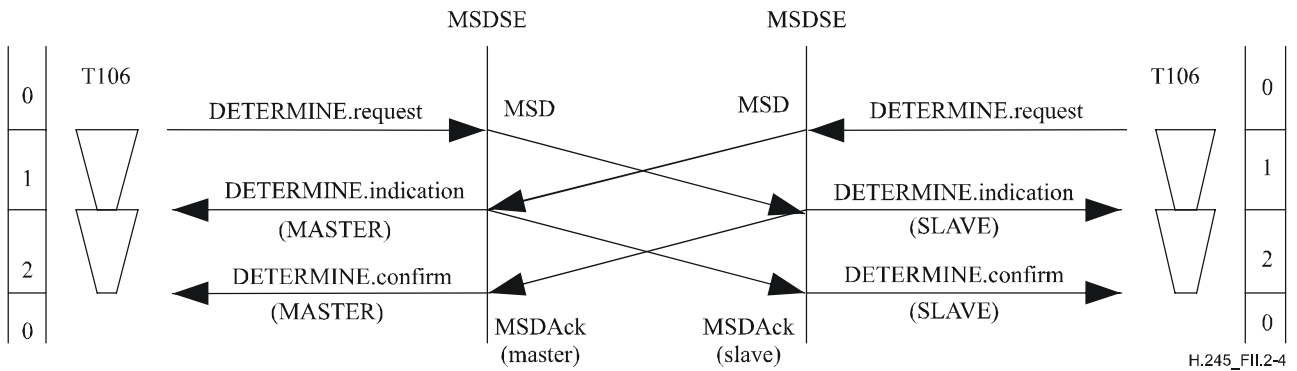 MSDSE MSDSE
T106 T106
0 0
DETERMINE.request MSD MSD DETERMINE.request
1 1
DETERMINE.indication DETERMINE.indication
(MASTER) (SLAVE)
2 2
DETERMINE.confirm DETERMINE.confirm
(MASTER) (SLAVE)
0 0
MSDAck MSDAck
(master) (slave)
H.245_FII.2-4